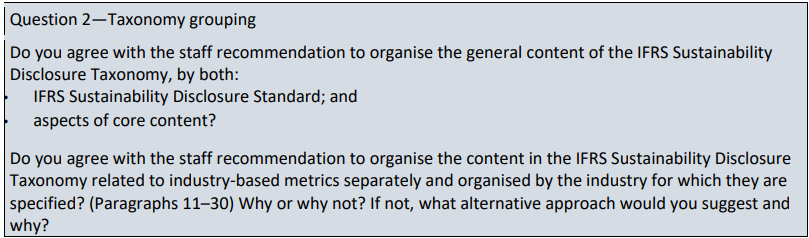 Question 2—Taxonomy grouping
Do you agree with the staff recommendation to organise the general content of the IFRS Sustainability
Disclosure Taxonomy, by both:
• IFRS Sustainability Disclosure Standard; and
• aspects of core content?
Do you agree with the staff recommendation to organise the content in the IFRS Sustainability Disclosure
Taxonomy related to industry-based metrics separately and organised by the industry for which they are
specified? (Paragraphs 11–30) Why or why not? If not, what alternative approach would you suggest and
why?